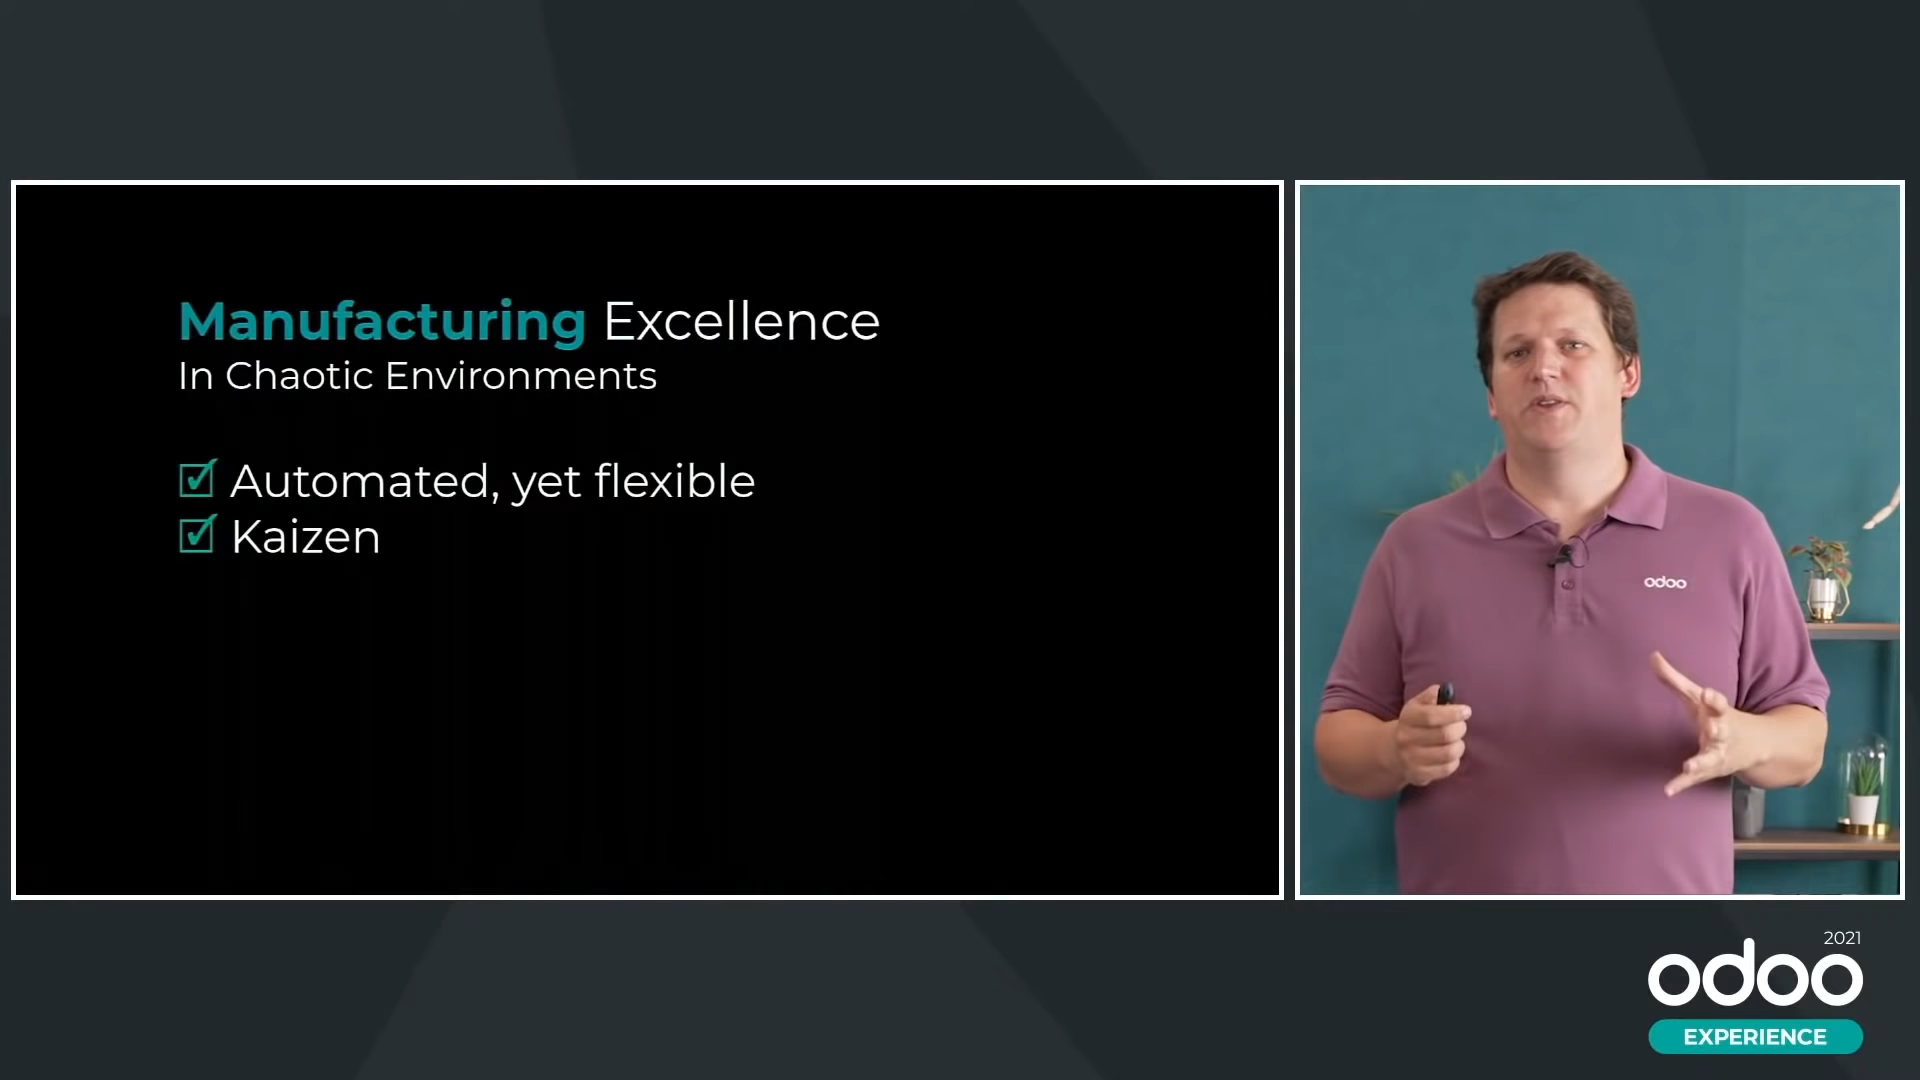 Manufacturing Excellence
In Chaotic Environments
Automated, yet flexible
Kaizen
odoo
2021
odoo
EXPERIENCE